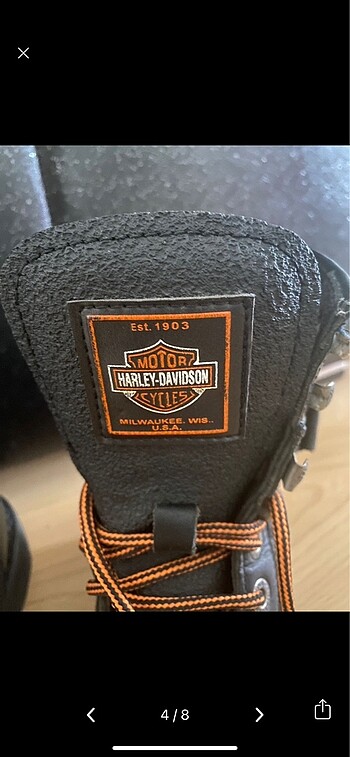 Est. 1903
MOTOR
HARLEY-DAVIDSON
CYCLES
MILWAUKEE. WIS..
U.S.A.
4/8